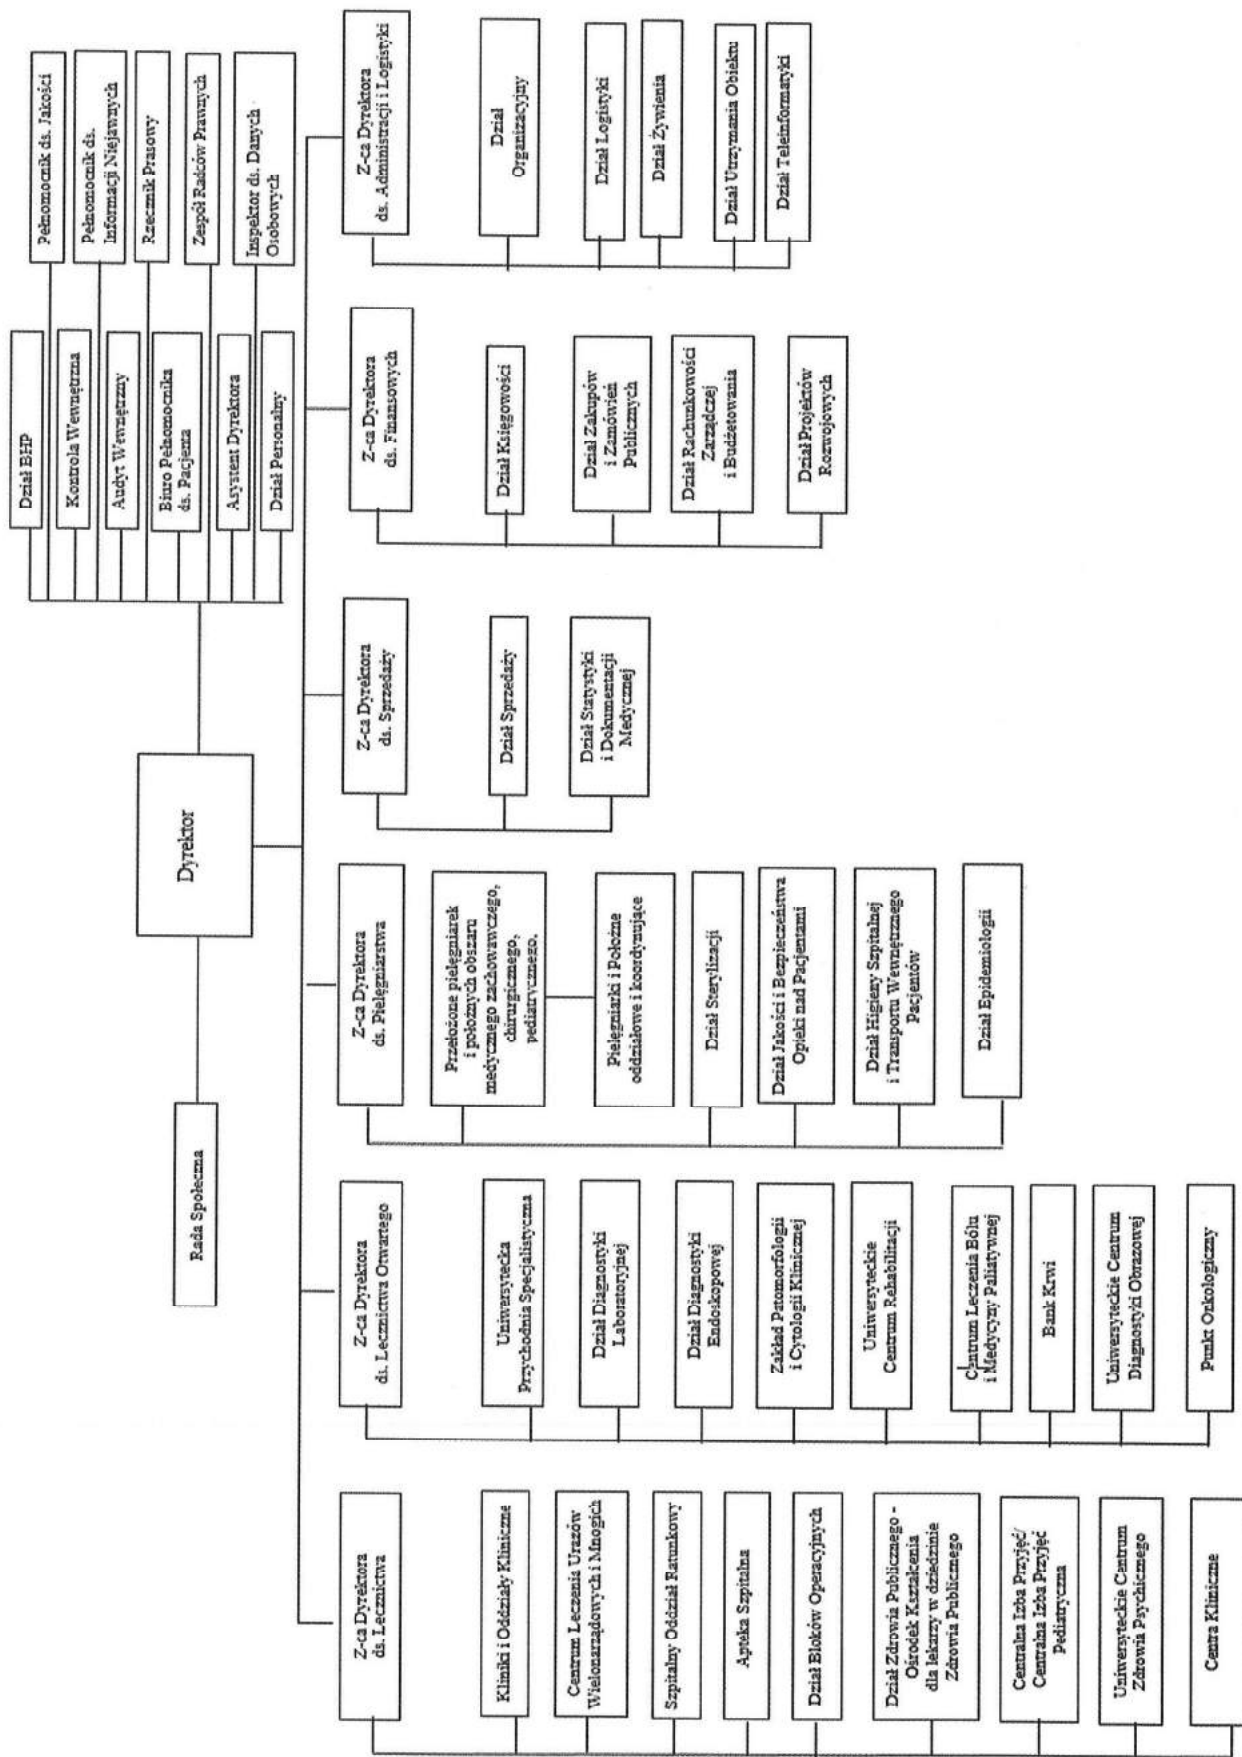 Rada Społeczna
Dyrektor
Dział BHP
Pełnomocnik ds. Jakości
Kontrola Wewnętrzna
Pełnomocnik ds.
Informacji Niejawnych
Audyt Wewnętrzny
Rzecznik Prasowy
Biuro Pełnomocnika
ds. Pacjenta
Zespół Radców Prawnych
Asystent Dyrektora
Inspektor ds. Danych
Osobowych
Dział Personalny
Z-ca Dyrektora
ds. Lecznictwa
Kliniki i Oddziały Kliniczne
Centrum Leczenia Urazów
Wielonarządowych i Mnogich
Szpitalny Oddział Ratunkowy
Apteka Szpitalna
Dział Bloków Operacyjnych
Dział Zdrowia Publicznego -
Ośrodek Kształcenia
dla lekarzy w dziedzinie
Zdrowia Publicznego
Centralna Izba Przyjęć/
Centralna Izba Przyjęć
Pediatryczna
Uniwersyteckie Centrum
Zdrowia Psychicznego
Centra Kliniczne
Z-ca Dyrektora
ds. Lecznictwa Otwartego
Uniwersytecka
Przychodnia Specjalistyczna
Dział Diagnostyki
Laboratoryjnej
Dział Diagnostyki
Endoskopowej
Zakład Patomorfologii
i Cytologii Klinicznej
Uniwersyteckie
Centrum Rehabilitacji
Centrum Leczenia Bólu
i Medycyny Paliatywnej
Bank Krwi
Uniwersyteckie Centrum
Diagnostyki Obrazowej
Punkt Onkologiczny
Z-ca Dyrektora
ds. Pielęgniarstwa
Przełożone pielęgniarek
i położnych obszaru
medycznego zachowawczego,
chirurgicznego,
pediatrycznego.
Pielęgniarki i Położne
oddziałowe i koordynujące
Dział Sterylizacji
Dział Jakości i Bezpieczeństwa
Opieki nad Pacjentami
Dział Higieny Szpitalnej
i Transportu Wewnętrznego
Pacjentów
Dział Epidemiologii
Z-ca Dyrektora
ds. Sprzedaży
Dział Sprzedaży
Dział Statystyki
i Dokumentacji
Medycznej
Z-ca Dyrektora
ds. Finansowych
Dział Księgowości
Dział Zakupów
i Zamówień
Publicznych
Dział Rachunkowości
Zarządczej
i Budżetowania
Dział Projektów
Rozwojowych
Z-ca Dyrektora
ds. Administracji i Logistyki
Dział
Organizacyjny
Dział Logistyki
Dział Żywienia
Dział Utrzymania Obiektu
Dział Teleinformatyki